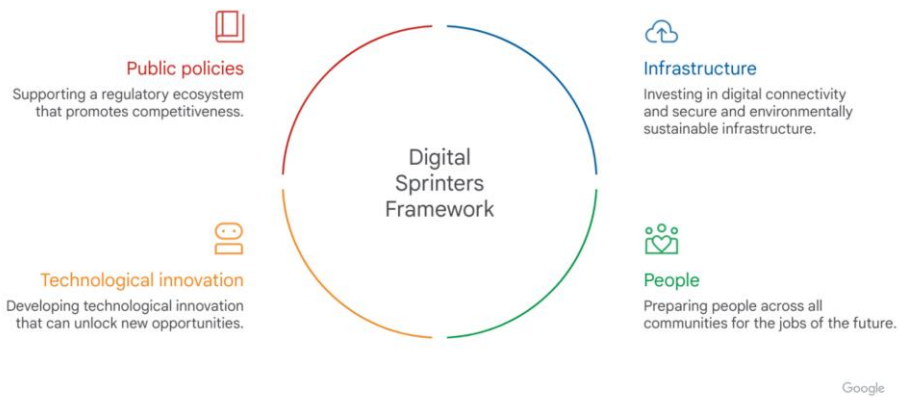 Public policies
Supporting a regulatory ecosystem
that promotes competitiveness.
Infrastructure
Investing in digital connectivity
and secure and environmentally
sustainable infrastructure.
Digital
Sprinters
Framework
Technological innovation
Developing technological innovation
that can unlock new opportunities.
People
Preparing people across all
communities for the jobs of the future.
Google